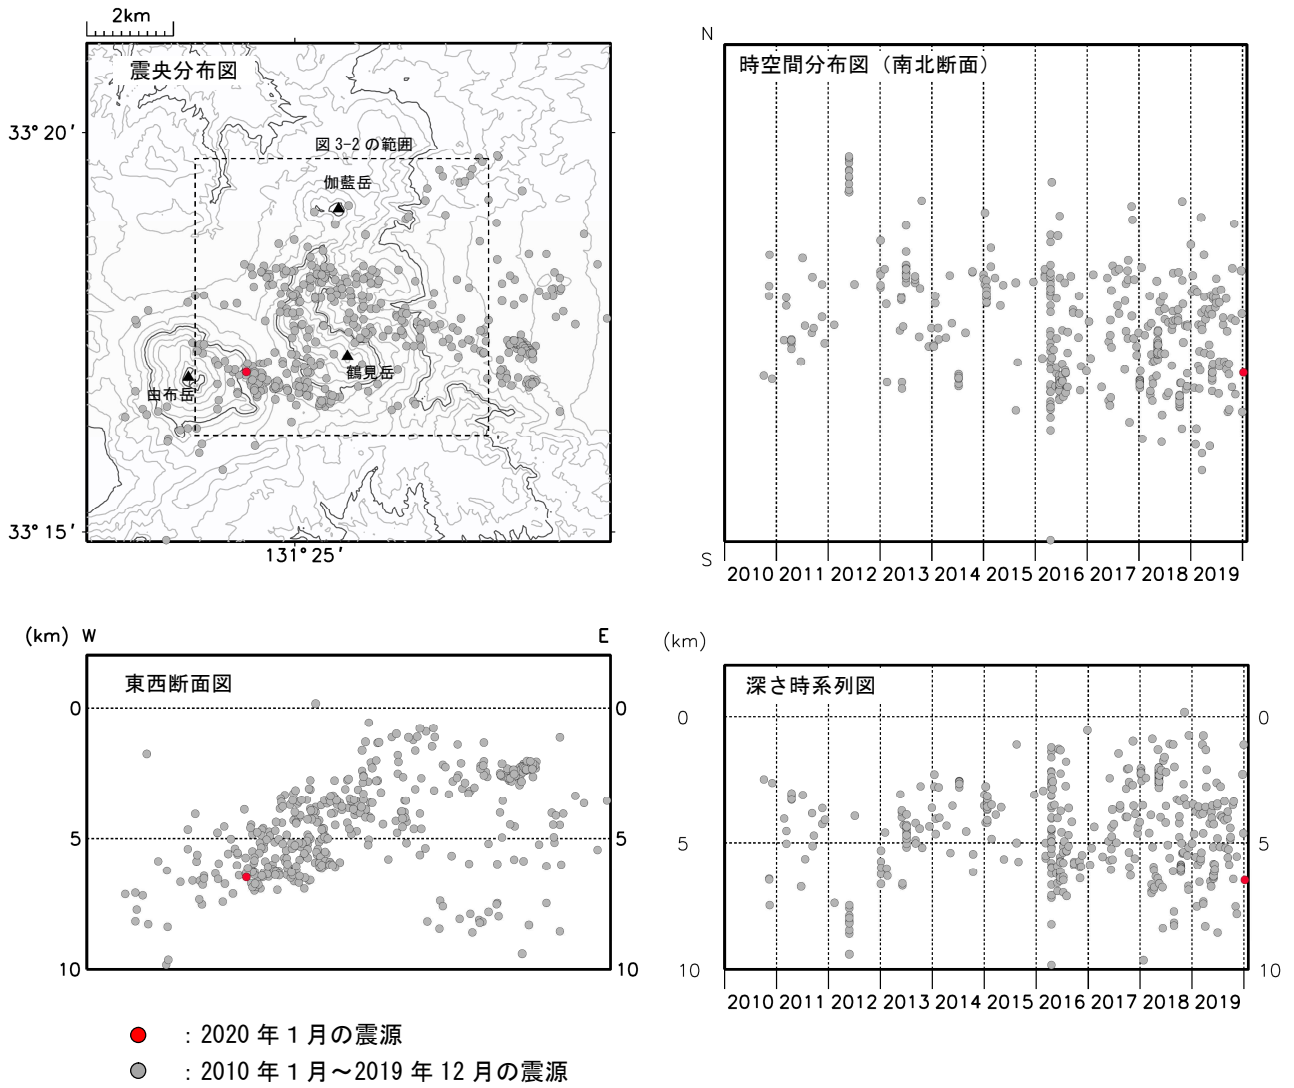 2km
震央分布図
33° 20′
図 3-2 の範囲
伽藍岳
鶴見岳
由布岳
33° 15′
131° 25′
N
時空間分布図（南北断面）
S
2010 2011 2012 2013 2014 2015 2016 2017 2018 2019
(km) W E
東西断面図
0 0
5 5
10 10
(km)
深さ時系列図
0 0
5 5
10 10
2010 2011 2012 2013 2014 2015 2016 2017 2018 2019
：2020 年 1 月の震源
：2010 年 1 月～2019 年 12 月の震源